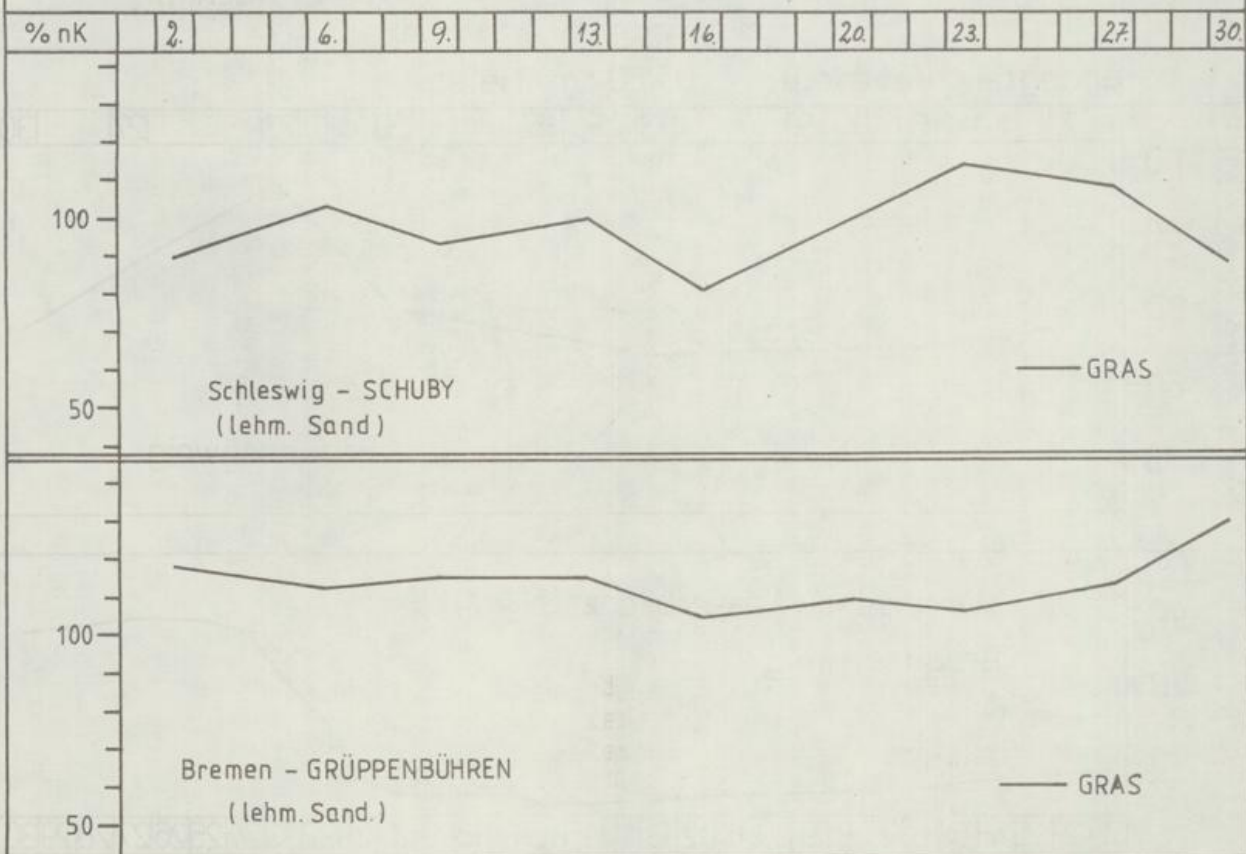 % nK 2. 6. 9. 13. 16. 20. 23. 27. 30.
100
50
Schleswig - SCHUBY
(lehm. Sand)
GRAS
100
50
Bremen - GRÜPPENBÜHREN
(lehm. Sand.)
GRAS